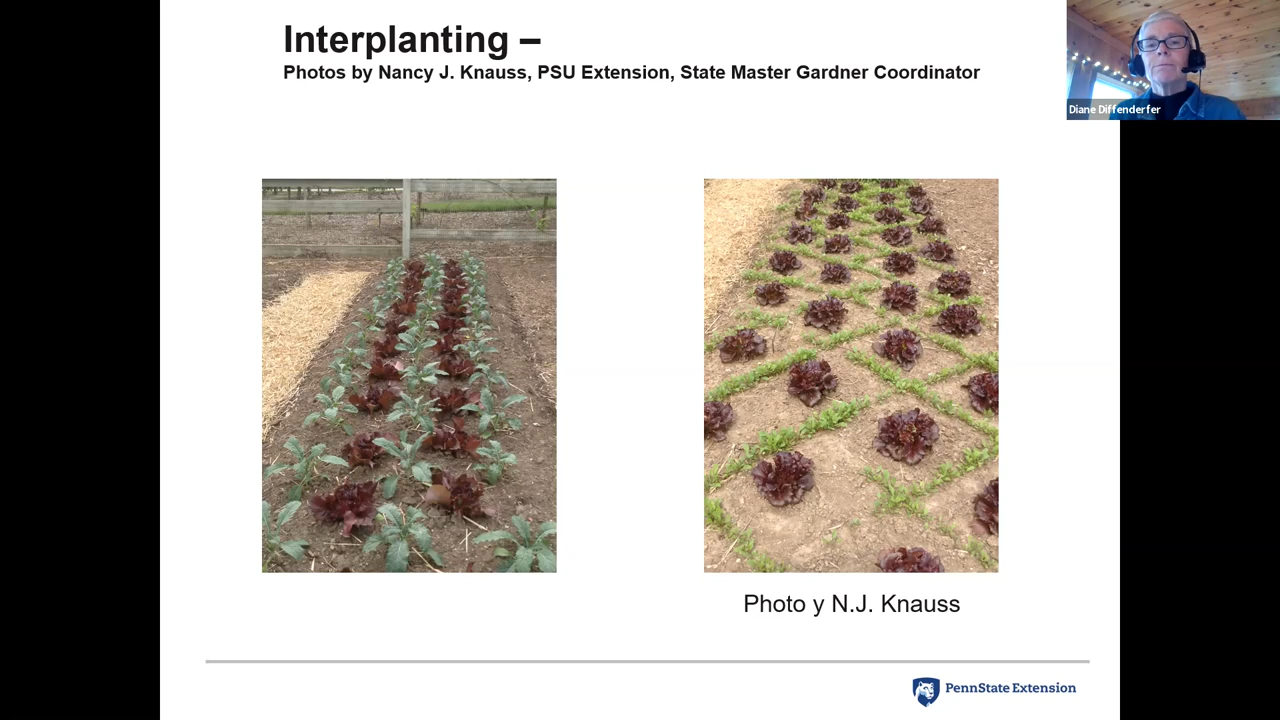 Interplanting –
Photos by Nancy J. Knauss, PSU Extension, State Master Gardner Coordinator
Diane Diffenderfer
Photo y N.J. Knauss
PennState Extension